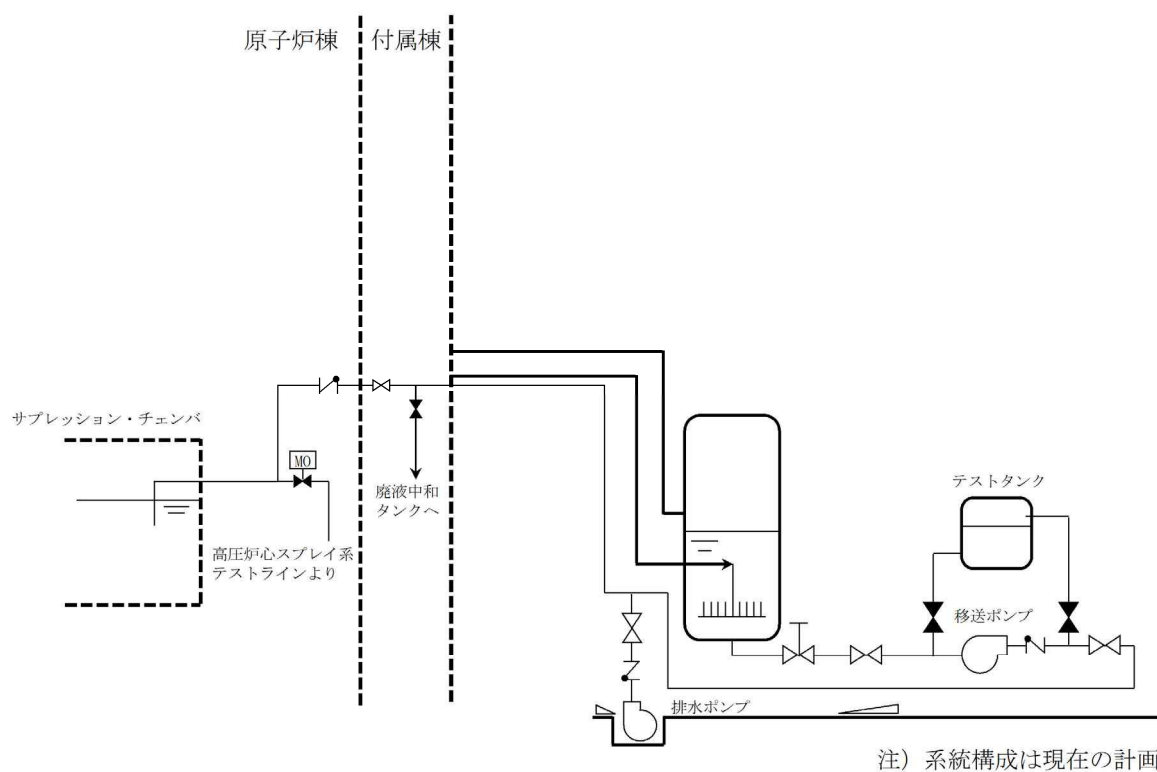 原子炉棟
付属棟
サプレッション・チェンバ
MO
廃液中和
タンクへ
高圧炉心スプレイ系
テストラインより
テストタンク
移送ポンプ
排水ポンプ
注）系統構成は現在の計画